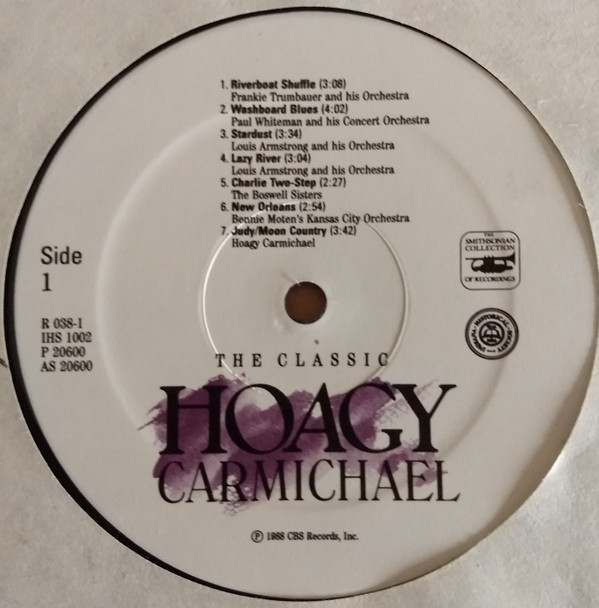 1. Riverboat Shuffle (3:08)
Frankie Trumbauer and his Orchestra
2. Washboard Blues (4:02)
Paul Whiteman and his Concert Orchestra
3. Stardust (3:34)
Louis Armstrong and his Orchestra
4. Lazy River (3:04)
Louis Armstrong and his Orchestra
5. Charlie Two-Step (2:27)
The Boswell Sisters
6. New Orleans (2:54)
Bennie Moten's Kansas City Orchestra
7. Judy/Moon Country (3:42)
Hoagy Carmichael
Side
1
R 038-1
IHS 1002
P 20600
AS 20600
THE
SMITHSONIAN
COLLECTION
OF RECORDINGS
INDIANA HISTORICAL SOCIETY
THE CLASSIC
HOAGY
CARMICHAEL
Ⓟ 1988 CBS Records, Inc.